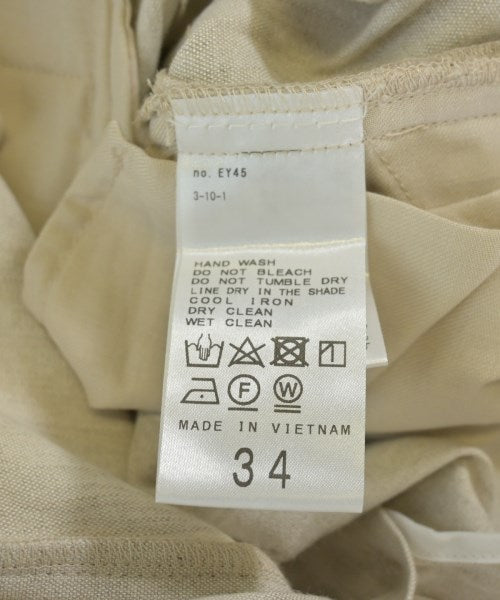 no. EY45
3-10-1
HAND WASH
DO NOT BLEACH
DO NOT TUMBLE DRY
LINE DRY IN THE SHADE
COOL IRON
DRY CLEAN
WET CLEAN
F W
MADE IN VIETNAM
34